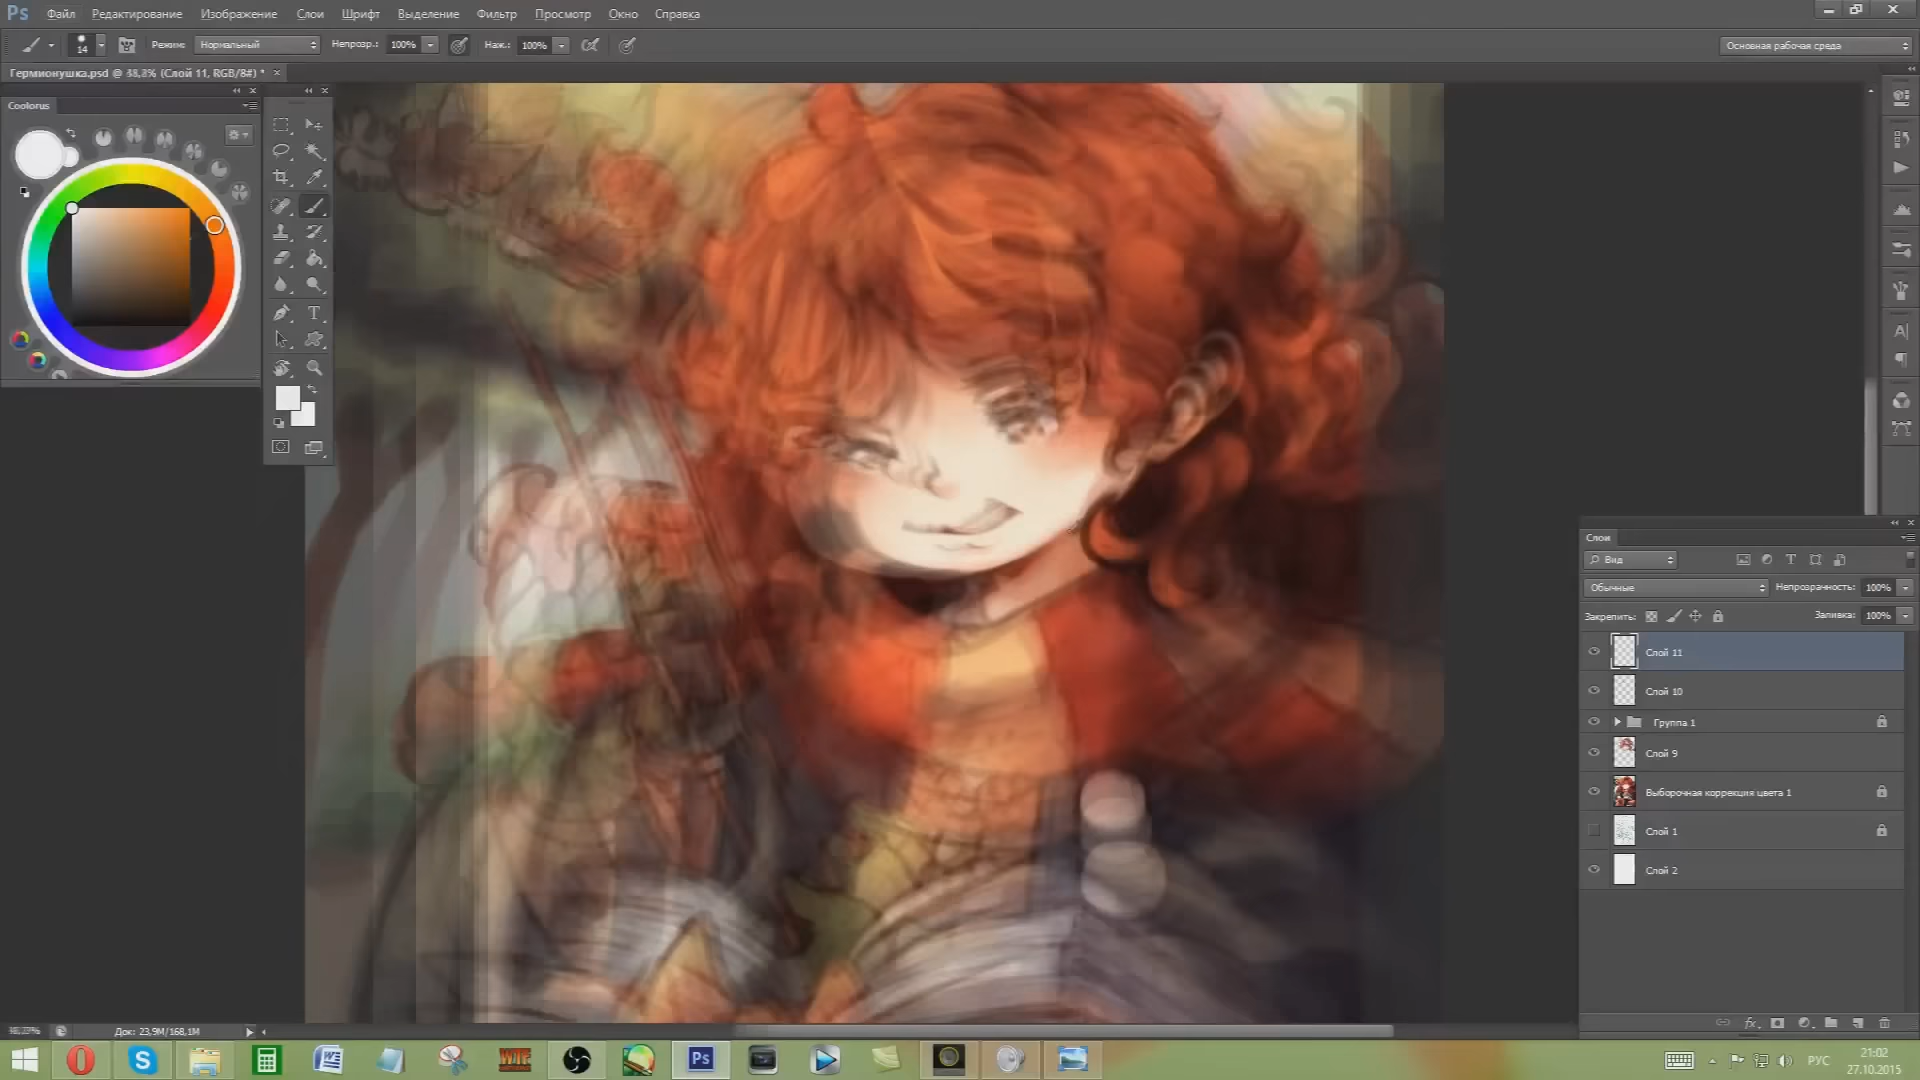 Ps Файл Редактирование Изображение Слои Шрифт Выделение Фильтр Просмотр Окно Справка
14 Режим: Нормальный Непрозр.: 100% Наж.: 100% Основная рабочая среда
Гермионушка.psd @ 48,2% (Слой 11, RGB/8#) *
Coolorus
Слои
Вид
Обычные Непрозрачность: 100%
Закрепить: Заливка: 100%
Слой 11
Слой 10
Группа 1
Слой 9
Выборочная коррекция цвета 1
Слой 1
Слой 2
Док: 23,9M/168,1M
РУС
21:02
27.10.2015